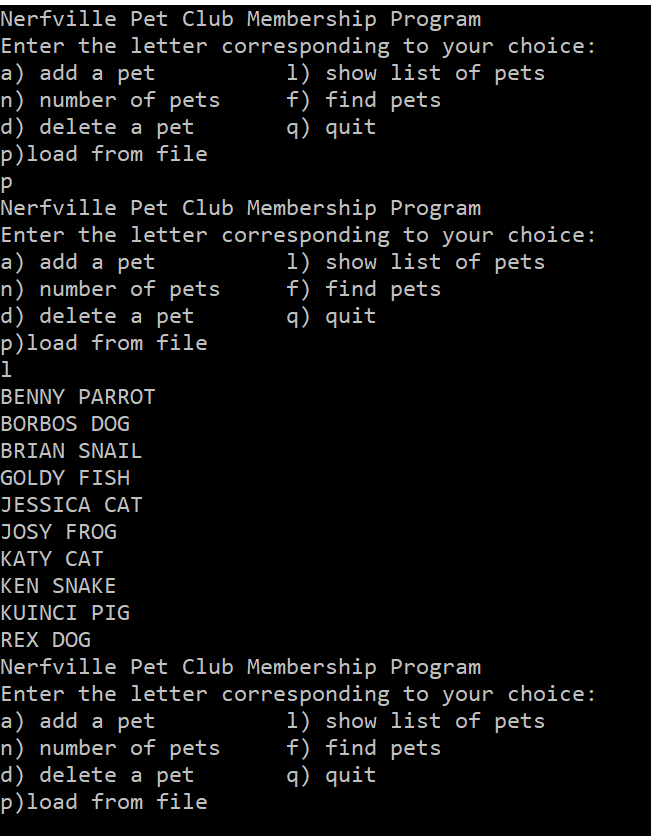 Nerfville Pet Club Membership Program
Enter the letter corresponding to your choice:
a) add a pet          l) show list of pets
n) number of pets     f) find pets
d) delete a pet       q) quit
p)load from file
p
Nerfville Pet Club Membership Program
Enter the letter corresponding to your choice:
a) add a pet          l) show list of pets
n) number of pets     f) find pets
d) delete a pet       q) quit
p)load from file
l
BENNY PARROT
BORBOS DOG
BRIAN SNAIL
GOLDY FISH
JESSICA CAT
JOSY FROG
KATY CAT
KEN SNAKE
KUINCI PIG
REX DOG
Nerfville Pet Club Membership Program
Enter the letter corresponding to your choice:
a) add a pet          l) show list of pets
n) number of pets     f) find pets
d) delete a pet       q) quit
p)load from file